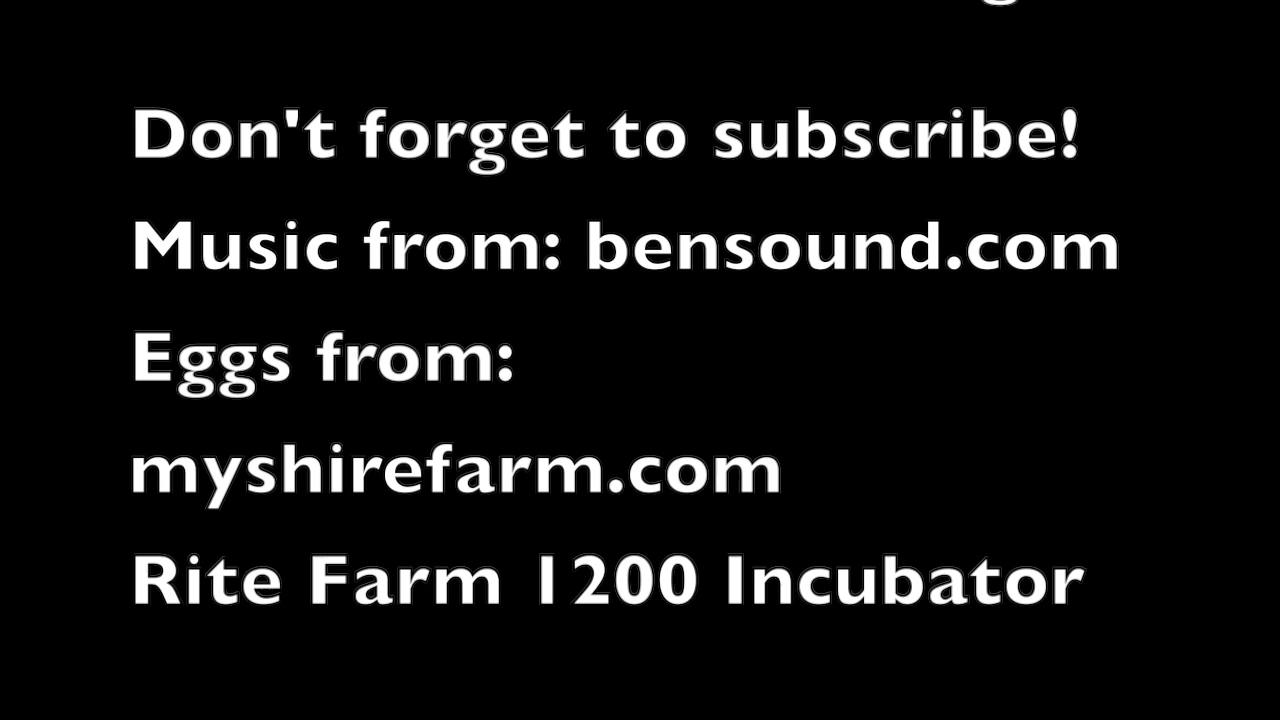 Don't forget to subscribe!
Music from: bensound.com
Eggs from:
myshirefarm.com
Rite Farm 1200 Incubator